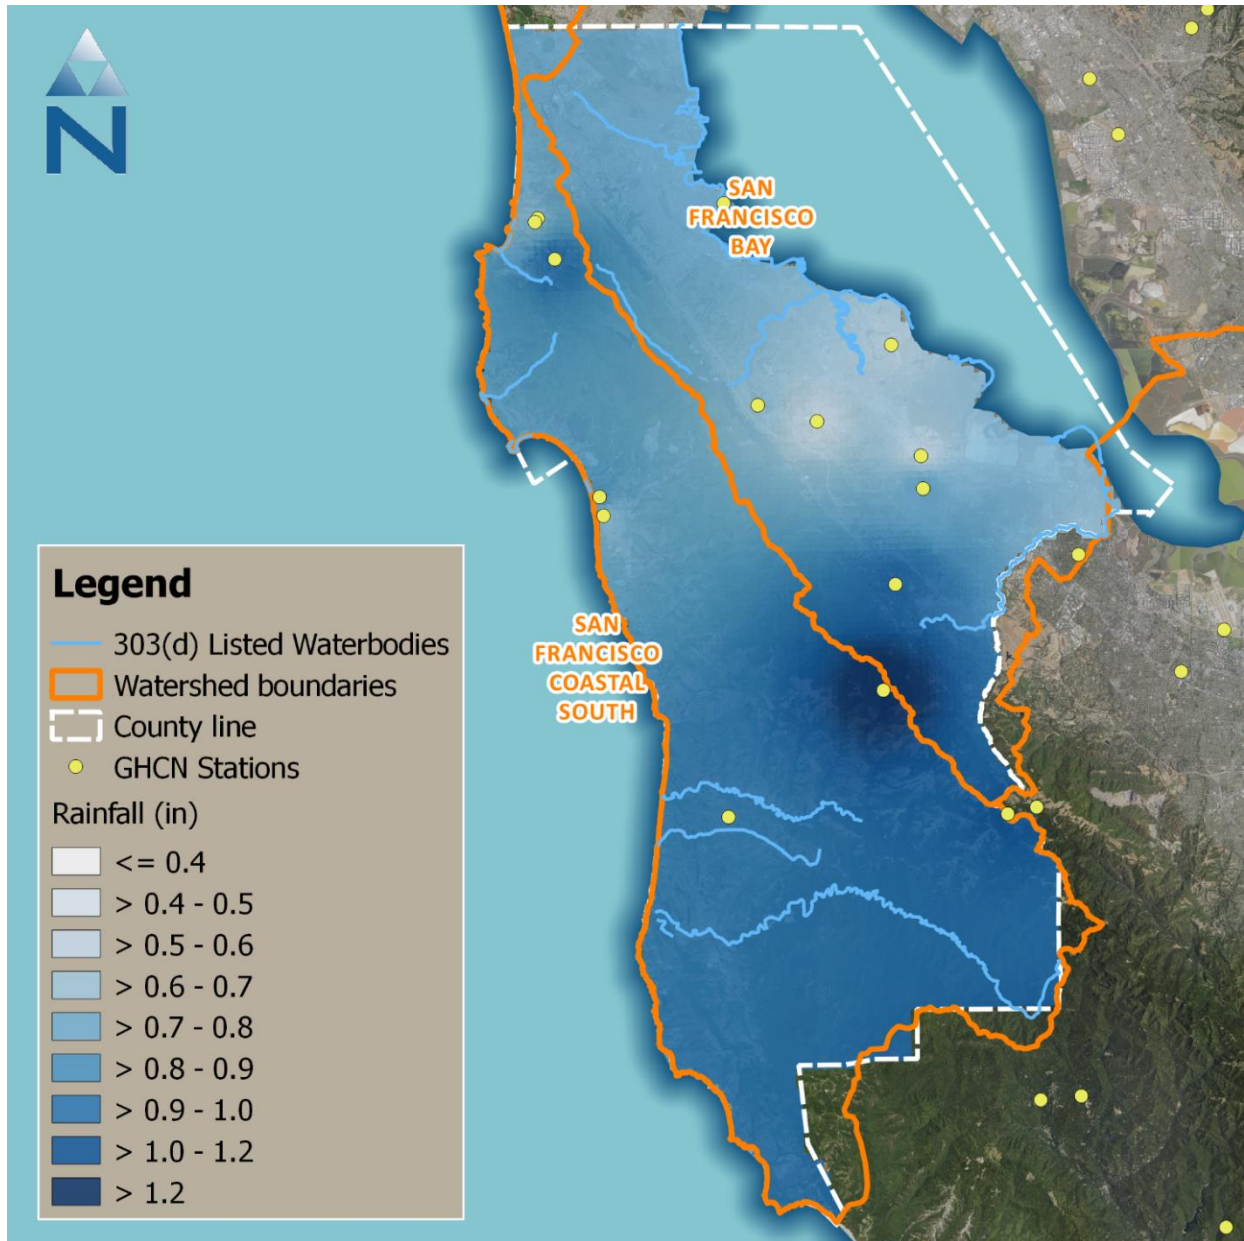 N
SAN
FRANCISCO
BAY
SAN
FRANCISCO
COASTAL
SOUTH
Legend
303(d) Listed Waterbodies
Watershed boundaries
County line
GHCN Stations
Rainfall (in)
<= 0.4
> 0.4 - 0.5
> 0.5 - 0.6
> 0.6 - 0.7
> 0.7 - 0.8
> 0.8 - 0.9
> 0.9 - 1.0
> 1.0 - 1.2
> 1.2